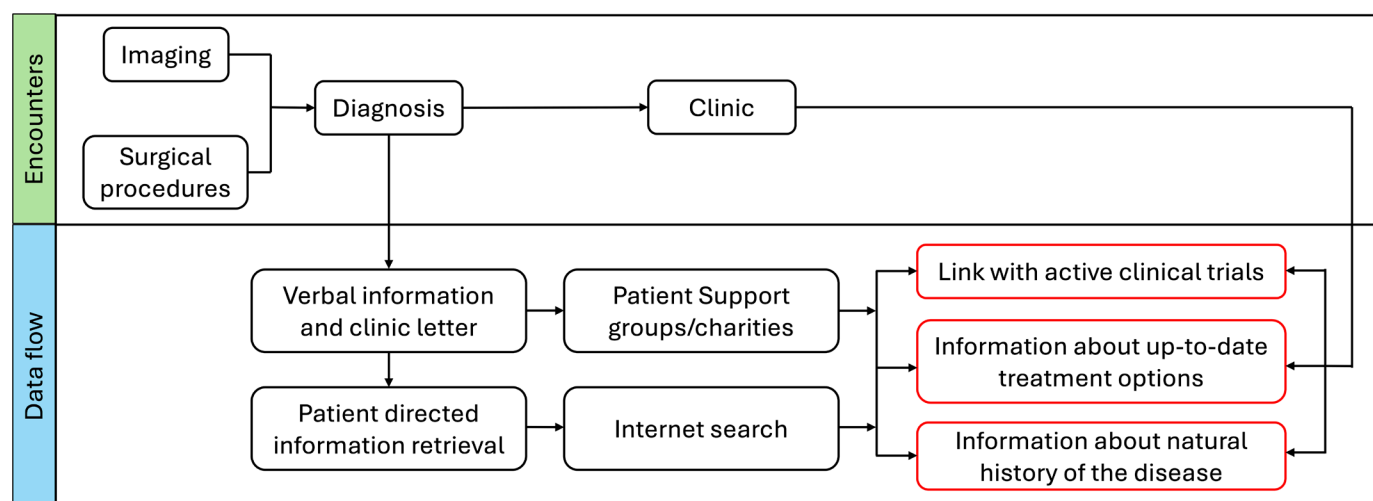 Encounters
Imaging
Surgical
procedures
Diagnosis
Clinic
Data flow
Verbal information
and clinic letter
Patient Support
groups/charities
Link with active clinical trials
Information about up-to-date
treatment options
Patient directed
information retrieval
Internet search
Information about natural
history of the disease